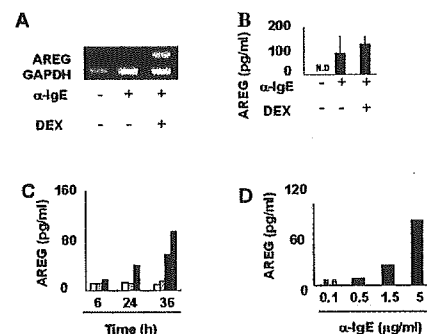 A
AREG
GAPDH
α-IgE - + +
DEX +
B
AREG (pg/ml)
200
100
0
N.D
α-IgE - + +
DEX +
C
AREG (pg/ml)
160
80
0
6 24 36
Time (h)
D
AREG (pg/ml)
120
60
0
0.1 0.5 1.5 5
α-IgE (μg/ml)